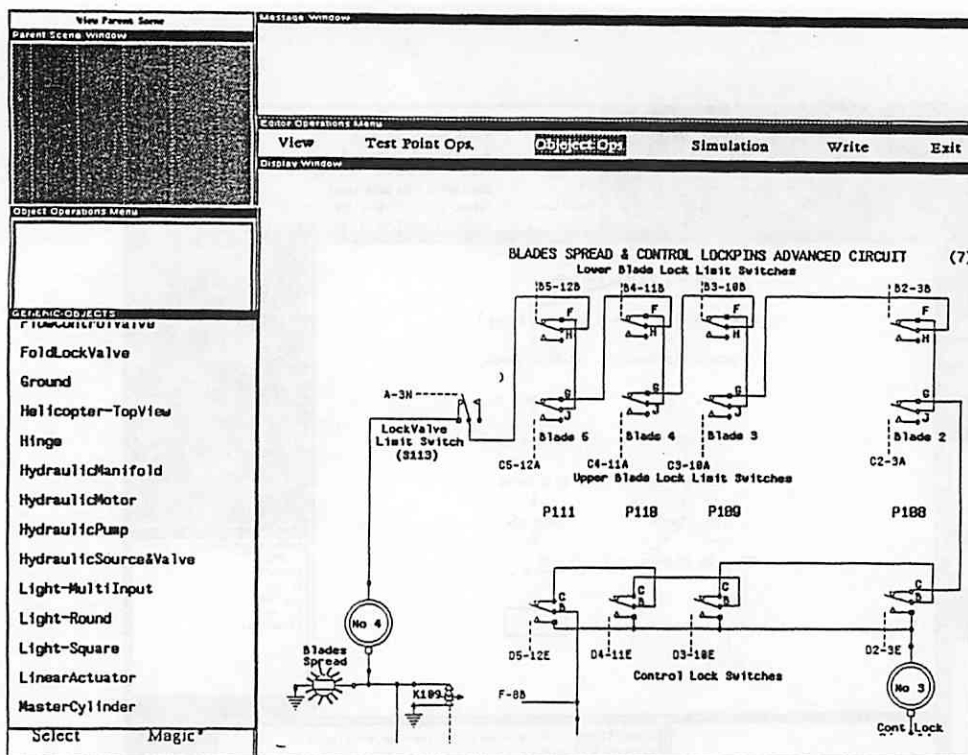 View Parent Scene
Parent Scene Window
Message Window
Color Operations Menu
View Test Point Ops. Objeject Ops Simulation Write Exit
Display Window
Object Operations Menu
GENERIC-OBJECTS
FlowControlValve
FoldLockValve
Ground
Helicopter-TopView
Hinge
HydraulicManifold
HydraulicMotor
HydraulicPump
HydraulicSource&Valve
Light-MultiInput
Light-Round
Light-Square
LinearActuator
MasterCylinder
Select Magic
BLADES SPREAD & CONTROL LOCKPINS ADVANCED CIRCUIT (7)
Lower Blade Lock Limit Switches
B5-12B B4-11B B3-10B B2-3B
F F F F
H H H H
A-3N
LockValve
Limit Switch
(S113)
G G G G
J J J J
Blade 5 Blade 4 Blade 3 Blade 2
C5-12A C4-11A C3-10A C2-3A
Upper Blade Lock Limit Switches
P111 P110 P109 P108
C C C C
B B B B
No 4
Blades
Spread
D5-12E D4-11E D3-10E D2-3E
Control Lock Switches
K109
F-8B
No 3
Cont Lock